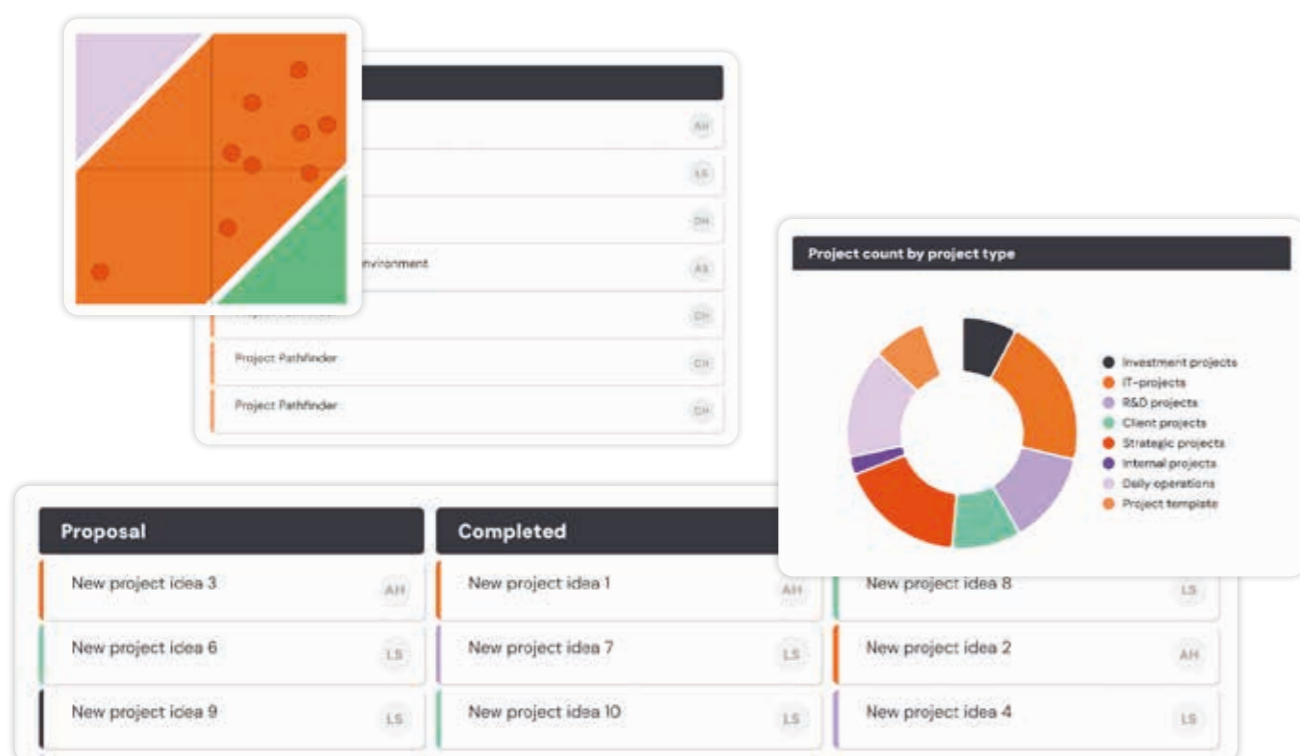 AH
LS
DH
nvironment
AS
CH
Project Pathfinder
CH
Project Pathfinder
CH
Project count by project type
Investment projects
IT-projects
R&D projects
Client projects
Strategic projects
Internal projects
Daily operations
Project template
Proposal
Completed
New project idea 3 AH
New project idea 1 AH
New project idea 8 LS
New project idea 6 LS
New project idea 7 LS
New project idea 2 AH
New project idea 9 LS
New project idea 10 LS
New project idea 4 LS